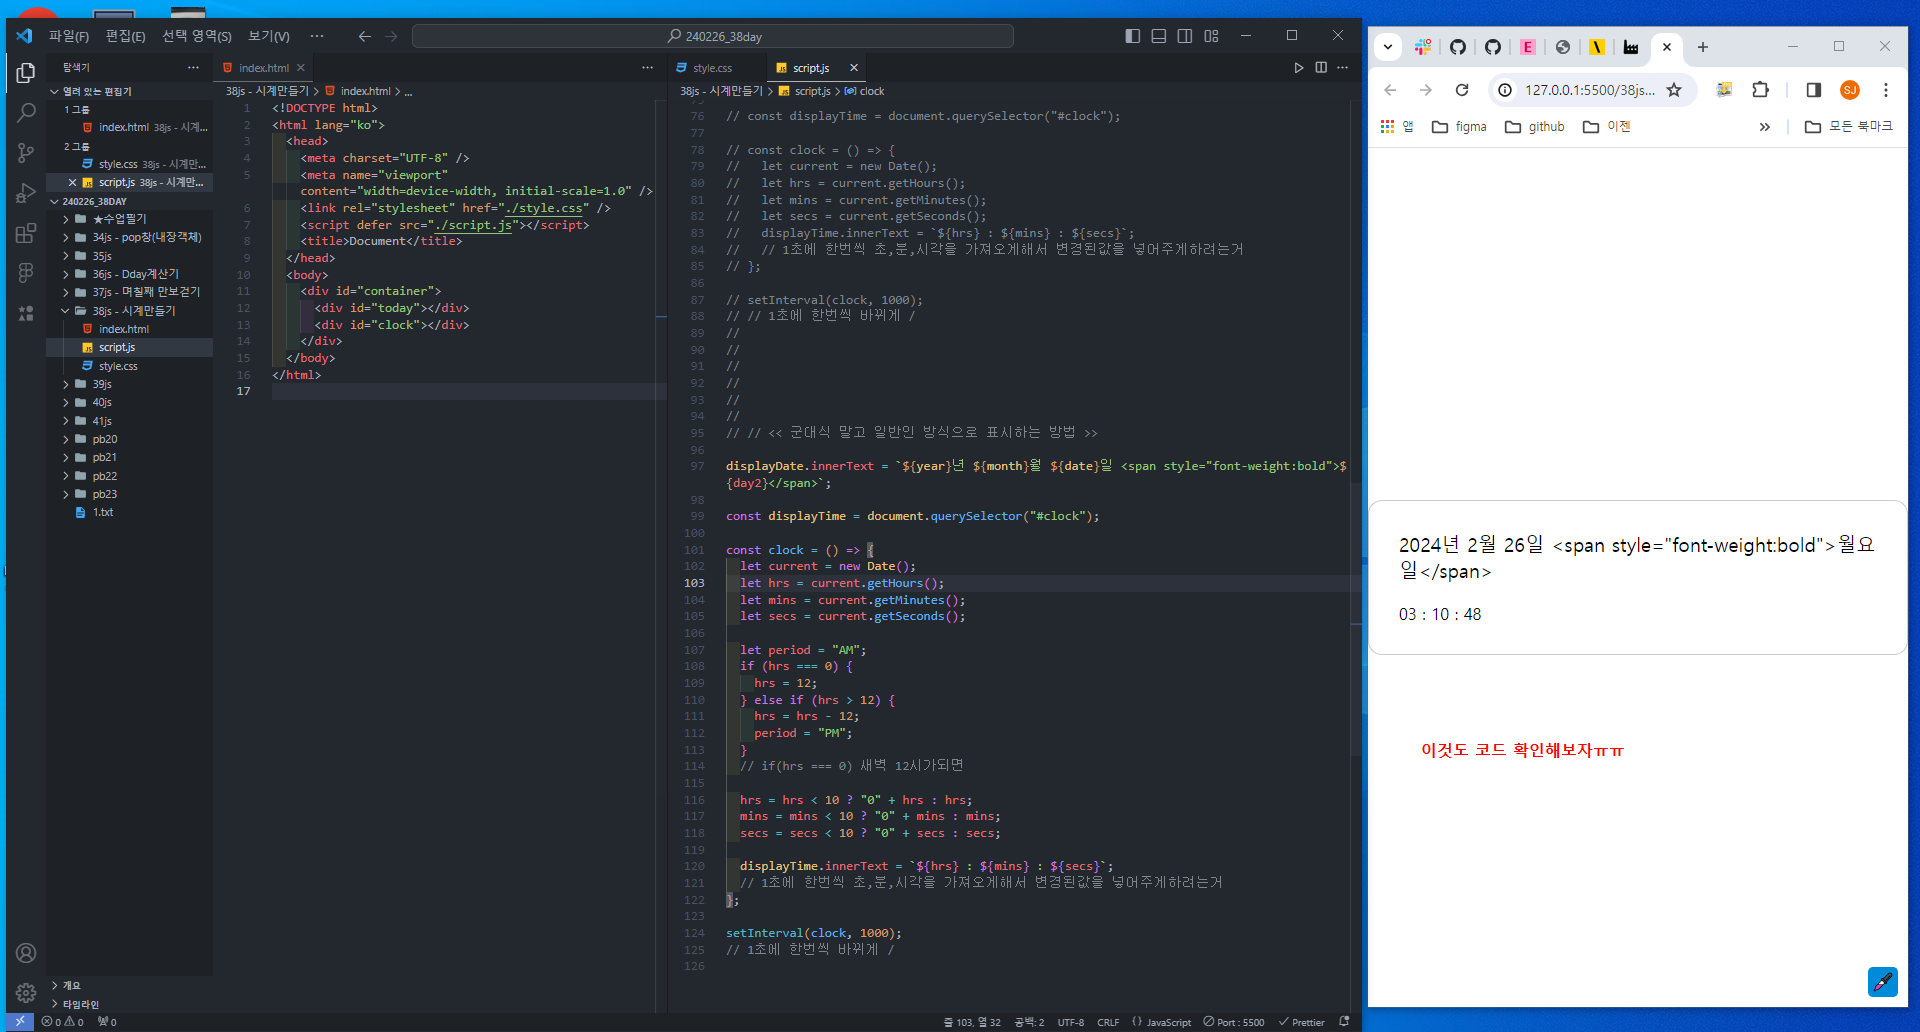 파일(F) 편집(E) 선택 영역(S) 보기(V) ··· 240226_38day
탐색기 ···
열려 있는 편집기
1 그룹
index.html 38js - 시계...
2 그룹
style.css 38js - 시계만...
script.js 38js - 시계만...
240226_38DAY
★수업필기
34js - pop창(내장객체)
35js
36js - Dday계산기
37js - 며칠째 만보걷기
38js - 시계만들기
index.html
script.js
style.css
39js
40js
41js
pb20
pb21
pb22
pb23
1.txt
개요
타임라인
index.html
38js - 시계만들기 > index.html > ...
1 <!DOCTYPE html>
2 <html lang="ko">
3 <head>
4 <meta charset="UTF-8" />
5 <meta name="viewport"
content="width=device-width, initial-scale=1.0" />
6 <link rel="stylesheet" href="./style.css" />
7 <script defer src="./script.js"></script>
8 <title>Document</title>
9 </head>
10 <body>
11 <div id="container">
12 <div id="today"></div>
13 <div id="clock"></div>
14 </div>
15 </body>
16 </html>
17
style.css script.js
38js - 시계만들기 > script.js > clock
76 // const displayTime = document.querySelector("#clock");
77
78 // const clock = () => {
79 //   let current = new Date();
80 //   let hrs = current.getHours();
81 //   let mins = current.getMinutes();
82 //   let secs = current.getSeconds();
83 //   displayTime.innerText = `${hrs} : ${mins} : ${secs}`;
84 //   // 1초에 한번씩 초,분,시각을 가져오게해서 변경된값을 넣어주게하려는거
85 // };
86
87 // setInterval(clock, 1000);
88 // // 1초에 한번씩 바뀌게 /
89 //
90 //
91 //
92 //
93 //
94 //
95 // // << 군대식 말고 일반인 방식으로 표시하는 방법 >>
96
97 displayDate.innerText = `${year}년 ${month}월 ${date}일 <span style="font-weight:bold">$
{day2}</span>`;
98
99 const displayTime = document.querySelector("#clock");
100
101 const clock = () => {
102 let current = new Date();
103 let hrs = current.getHours();
104 let mins = current.getMinutes();
105 let secs = current.getSeconds();
106
107 let period = "AM";
108 if (hrs === 0) {
109 hrs = 12;
110 } else if (hrs > 12) {
111 hrs = hrs - 12;
112 period = "PM";
113 }
114 // if(hrs === 0) 새벽 12시가되면
115
116 hrs = hrs < 10 ? "0" + hrs : hrs;
117 mins = mins < 10 ? "0" + mins : mins;
118 secs = secs < 10 ? "0" + secs : secs;
119
120 displayTime.innerText = `${hrs} : ${mins} : ${secs}`;
121 // 1초에 한번씩 초,분,시각을 가져오게해서 변경된값을 넣어주게하려는거
122 };
123
124 setInterval(clock, 1000);
125 // 1초에 한번씩 바뀌게 /
126
0 0 0 줄 103, 열 32 공백: 2 UTF-8 CRLF {} JavaScript Port : 5500 Prettier
E
127.0.0.1:5500/38js... SJ
앱 figma github 이젠 » 모든 북마크
2024년 2월 26일 <span style="font-weight:bold">월요
일</span>
03 : 10 : 48
이것도 코드 확인해보자ㅠㅠ